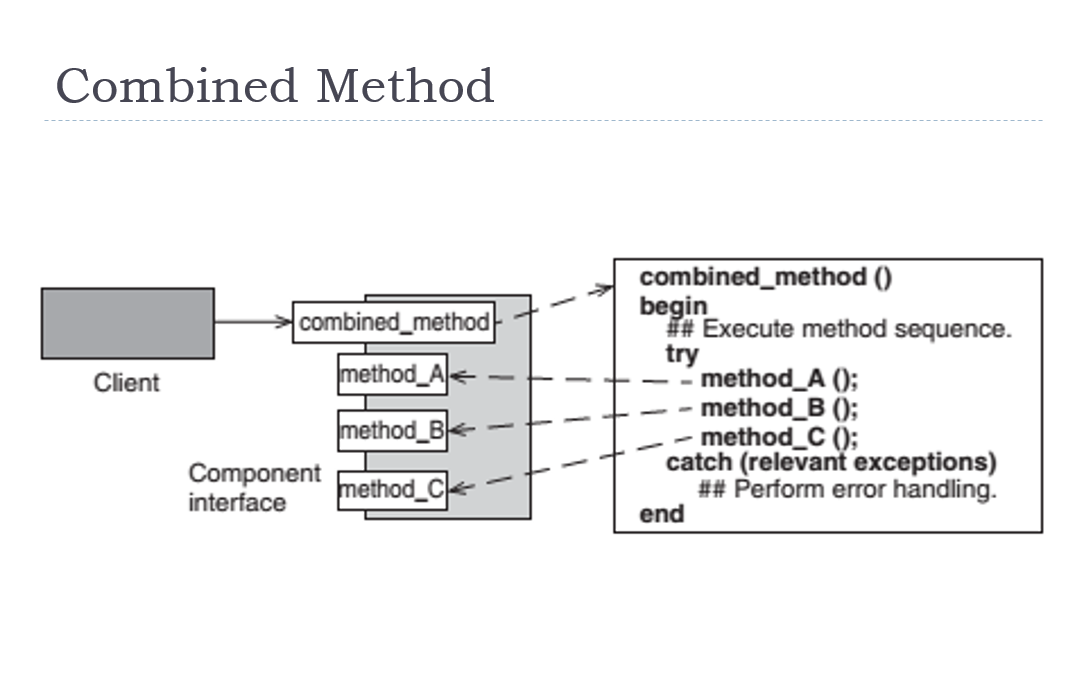 Combined Method
combined_method
method_A
method_B
method_C
Client
Component
interface
combined_method ()
begin
## Execute method sequence.
try
method_A ();
method_B ();
method_C ();
catch (relevant exceptions)
## Perform error handling.
end